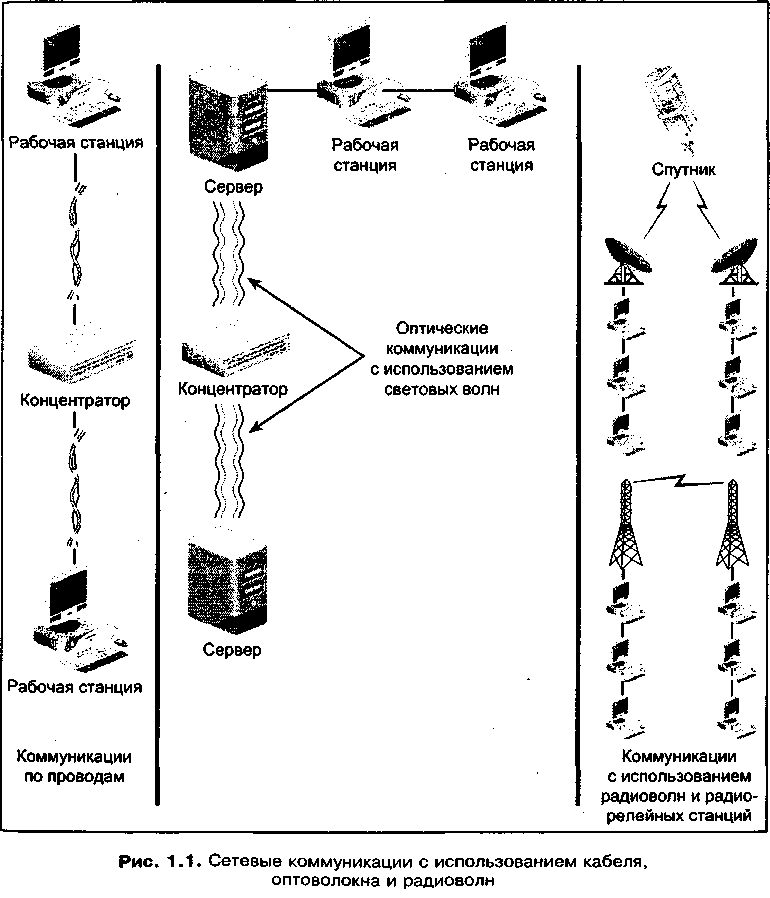 Рабочая станция
Концентратор
Рабочая станция
Коммуникации
по проводам
Сервер
Рабочая
станция
Рабочая
станция
Оптические
коммуникации
с использованием
световых волн
Концентратор
Сервер
Спутник
Коммуникации
с использованием
радиоволн и радио-
релейных станций
Рис. 1.1. Сетевые коммуникации с использованием кабеля,
оптоволокна и радиоволн